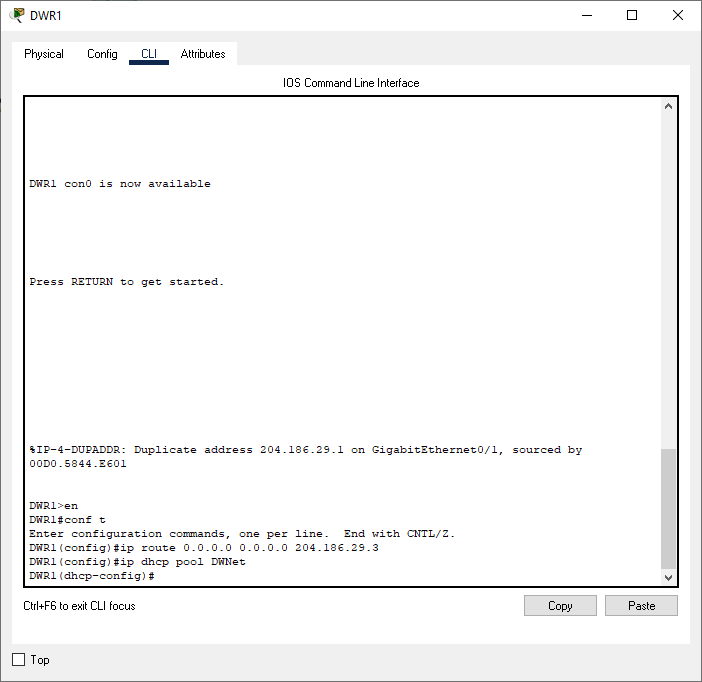 DWR1
Physical Config CLI Attributes
IOS Command Line Interface
DWR1 con0 is now available
Press RETURN to get started.
%IP-4-DUPADDR: Duplicate address 204.186.29.1 on GigabitEthernet0/1, sourced by
00D0.5844.E601
DWR1>en
DWR1#conf t
Enter configuration commands, one per line.  End with CNTL/Z.
DWR1(config)#ip route 0.0.0.0 0.0.0.0 204.186.29.3
DWR1(config)#ip dhcp pool DWNet
DWR1(dhcp-config)#
Ctrl+F6 to exit CLI focus
Copy Paste
Top